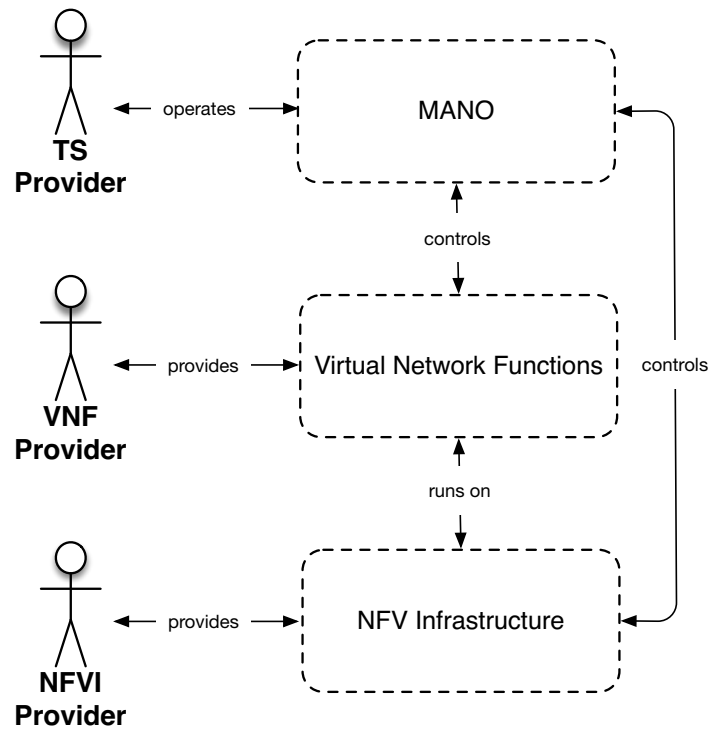 operates
MANO
TS
Provider
controls
VNF
Provider
provides
Virtual Network Functions
controls
runs on
NFVI
Provider
provides
NFV Infrastructure